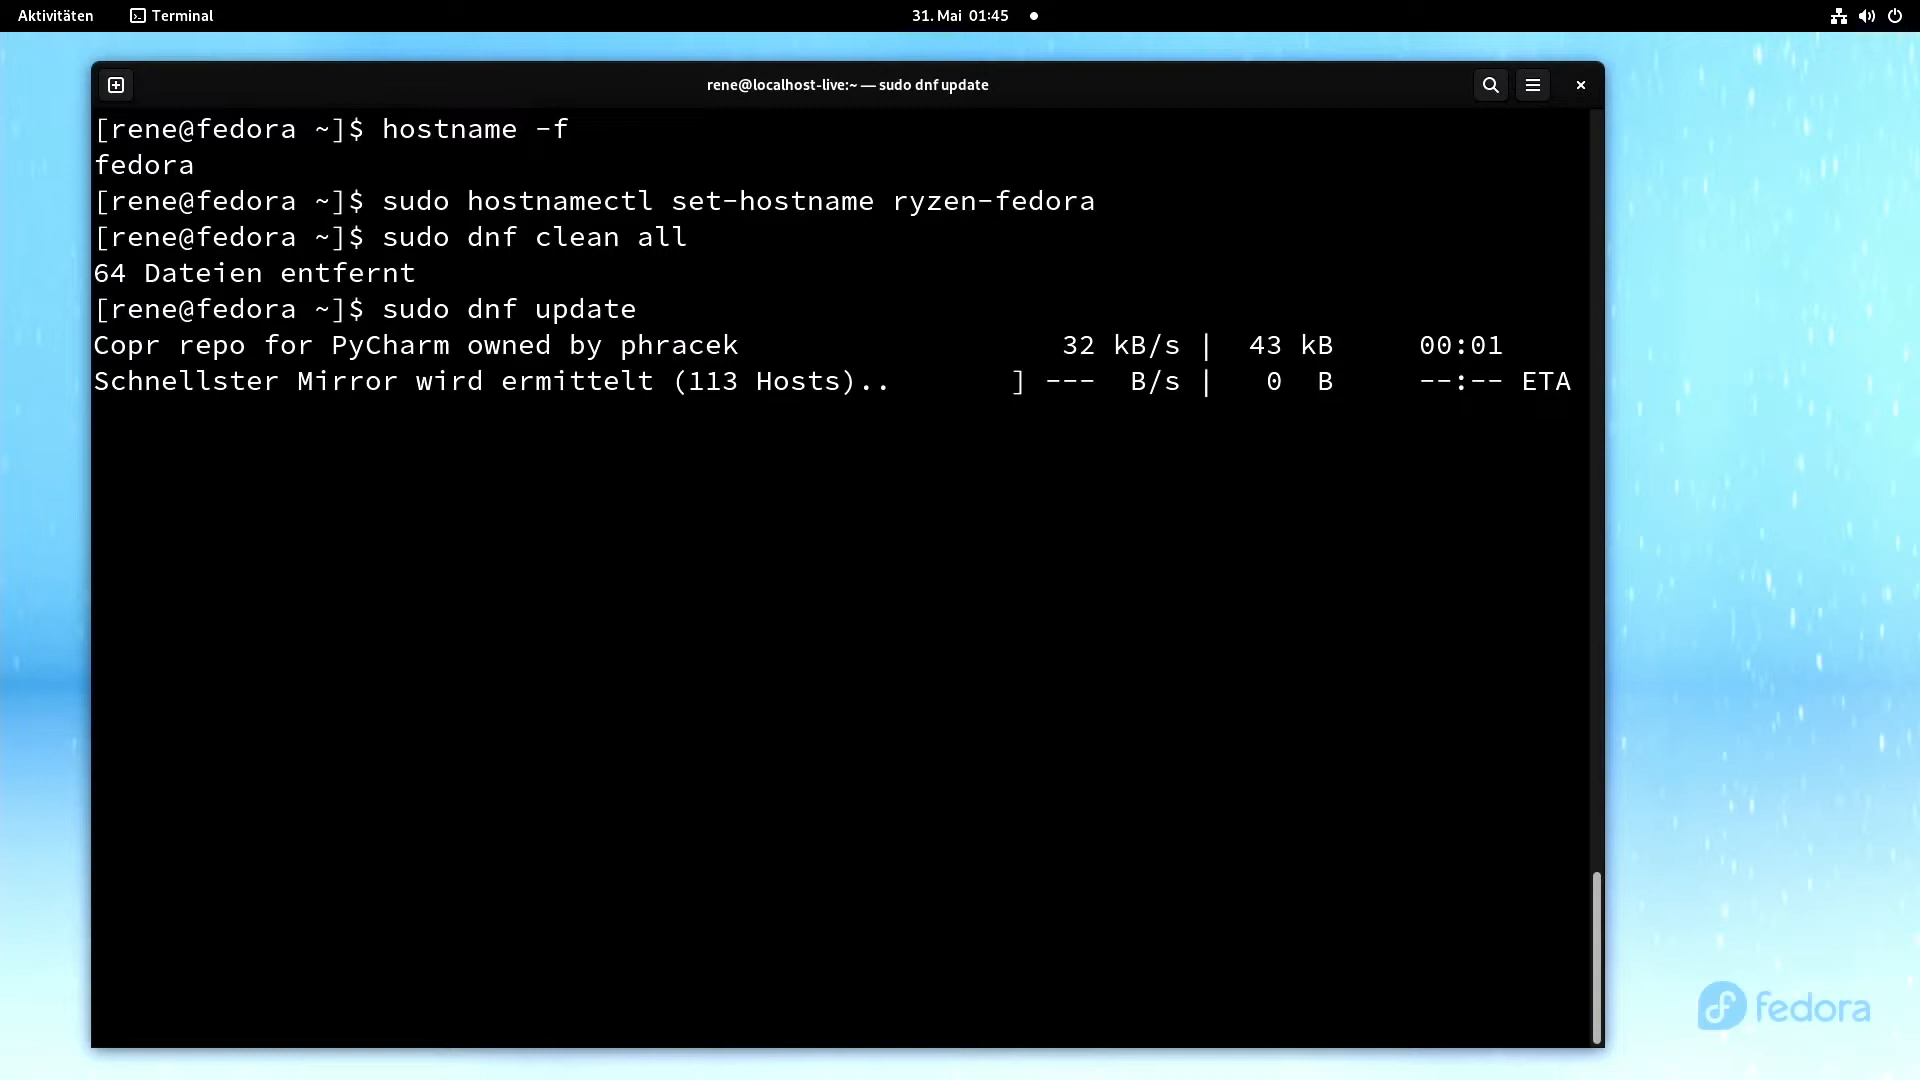 Aktivitäten Terminal 31. Mai 01:45
rene@localhost-live:~ — sudo dnf update
[rene@fedora ~]$ hostname -f
fedora
[rene@fedora ~]$ sudo hostnamectl set-hostname ryzen-fedora
[rene@fedora ~]$ sudo dnf clean all
64 Dateien entfernt
[rene@fedora ~]$ sudo dnf update
Copr repo for PyCharm owned by phracek 32 kB/s | 43 kB 00:01
Schnellster Mirror wird ermittelt (113 Hosts).. ] --- B/s | 0 B --:-- ETA
fedora